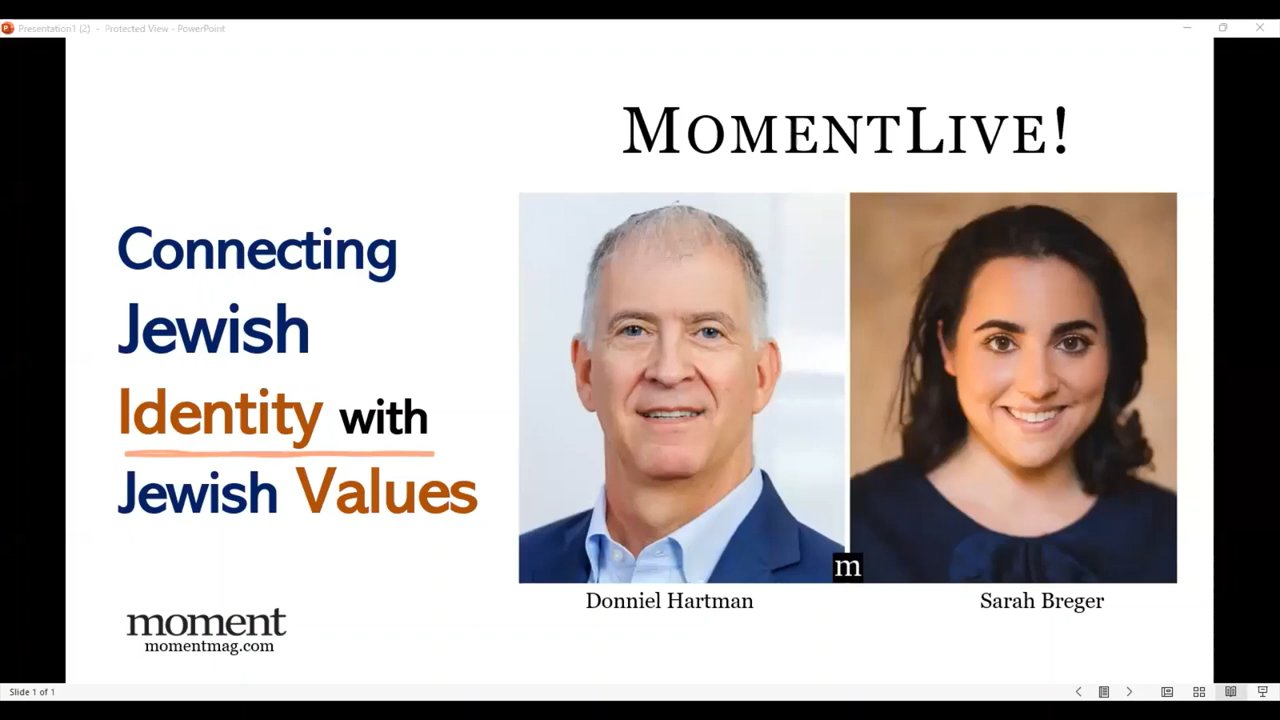 Presentation1 (2) - Protected View - PowerPoint
MOMENTLIVE!
Connecting
Jewish
Identity with
Jewish Values
m
Donniel Hartman
Sarah Breger
moment
momentmag.com
Slide 1 of 1